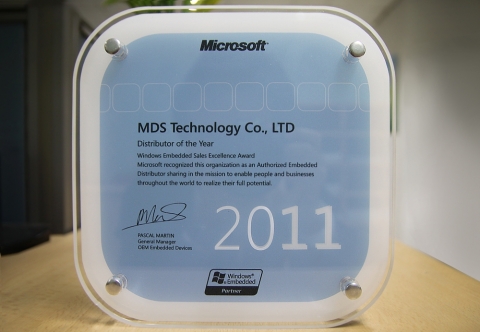 Microsoft®
MDS Technology Co., LTD
Distributor of the Year
Windows Embedded Sales Excellence Award
Microsoft recognized this organization as an Authorized Embedded
Distributor sharing in the mission to enable people and businesses
throughout the world to realize their full potential.
PASCAL MARTIN
General Manager
OEM Embedded Devices
2011
Windows®
Embedded
Partner